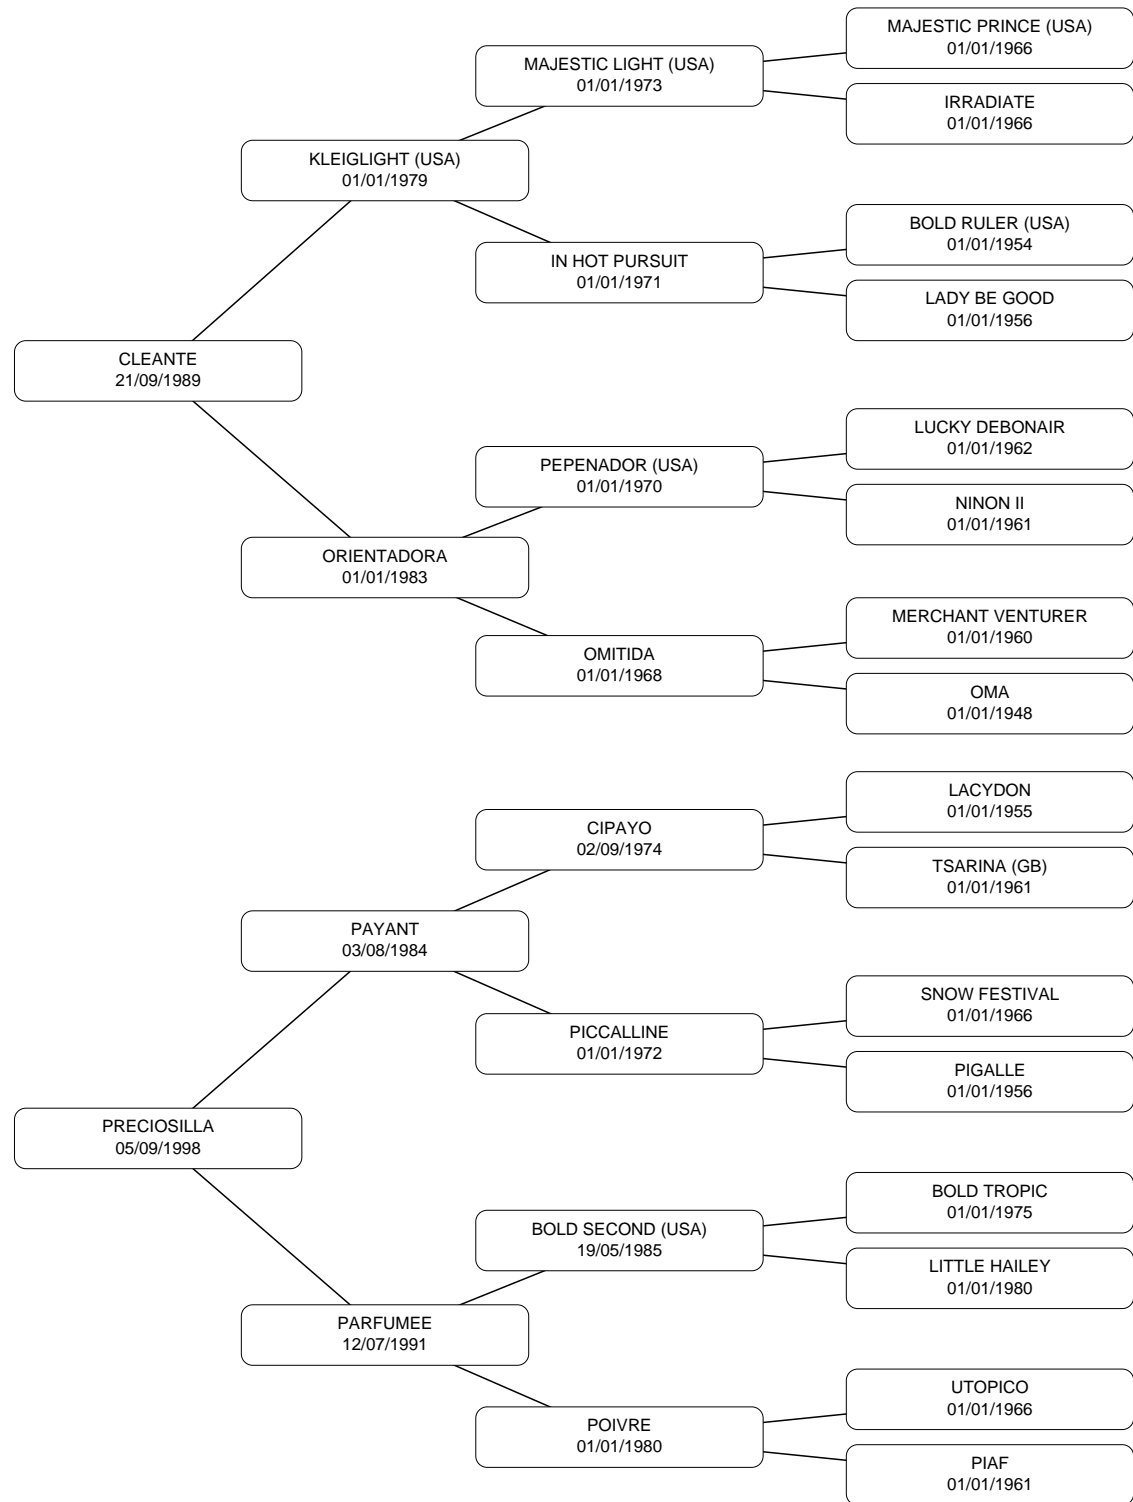 MAJESTIC PRINCE (USA)
01/01/1966
MAJESTIC LIGHT (USA)
01/01/1973
IRRADIATE
01/01/1966
KLEIGLIGHT (USA)
01/01/1979
BOLD RULER (USA)
01/01/1954
IN HOT PURSUIT
01/01/1971
LADY BE GOOD
01/01/1956
CLEANTE
21/09/1989
LUCKY DEBONAIR
01/01/1962
PEPENADOR (USA)
01/01/1970
NINON II
01/01/1961
ORIENTADORA
01/01/1983
MERCHANT VENTURER
01/01/1960
OMITIDA
01/01/1968
OMA
01/01/1948
LACYDON
01/01/1955
CIPAYO
02/09/1974
TSARINA (GB)
01/01/1961
PAYANT
03/08/1984
SNOW FESTIVAL
01/01/1966
PICCALLINE
01/01/1972
PIGALLE
01/01/1956
PRECIOSILLA
05/09/1998
BOLD TROPIC
01/01/1975
BOLD SECOND (USA)
19/05/1985
LITTLE HAILEY
01/01/1980
PARFUMEE
12/07/1991
UTOPICO
01/01/1966
POIVRE
01/01/1980
PIAF
01/01/1961